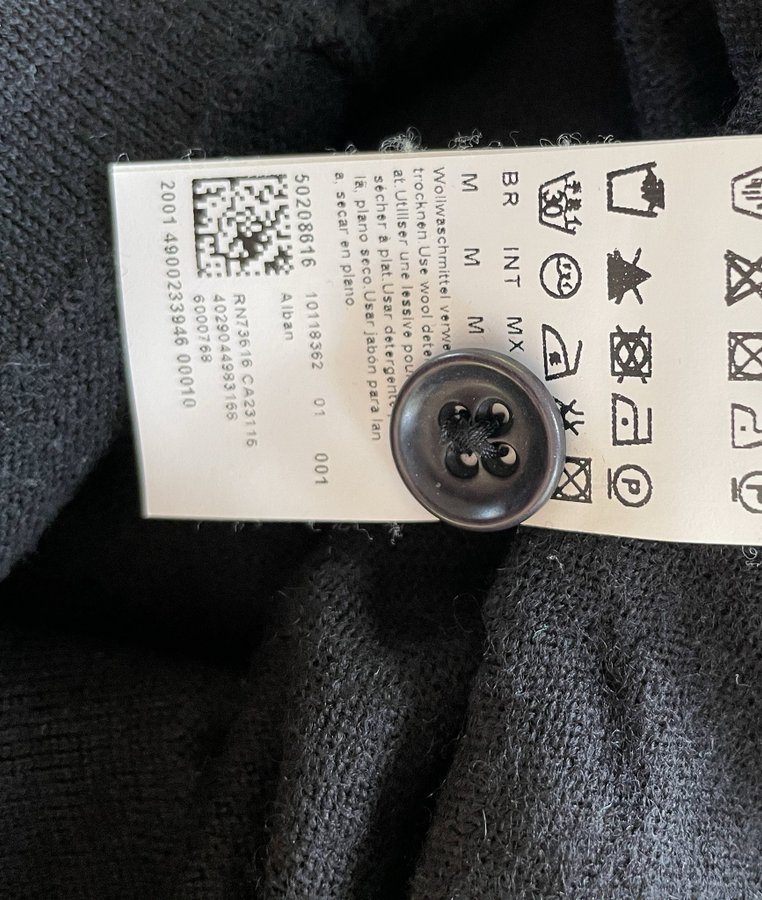 BR INT MX
M M M
Wollwaschmittel verwe
trocknen.Use wool dete
at.Utiliser une lessive pou
sécher à plat.Usar detergent
lã, plano seco.Usar jabón para lan
a, secar en plano.
50208616 10118362 01 001
Alban
RN73616 CA23116
4029044983168
6000768
2001 4900233946 00010
30
P
P